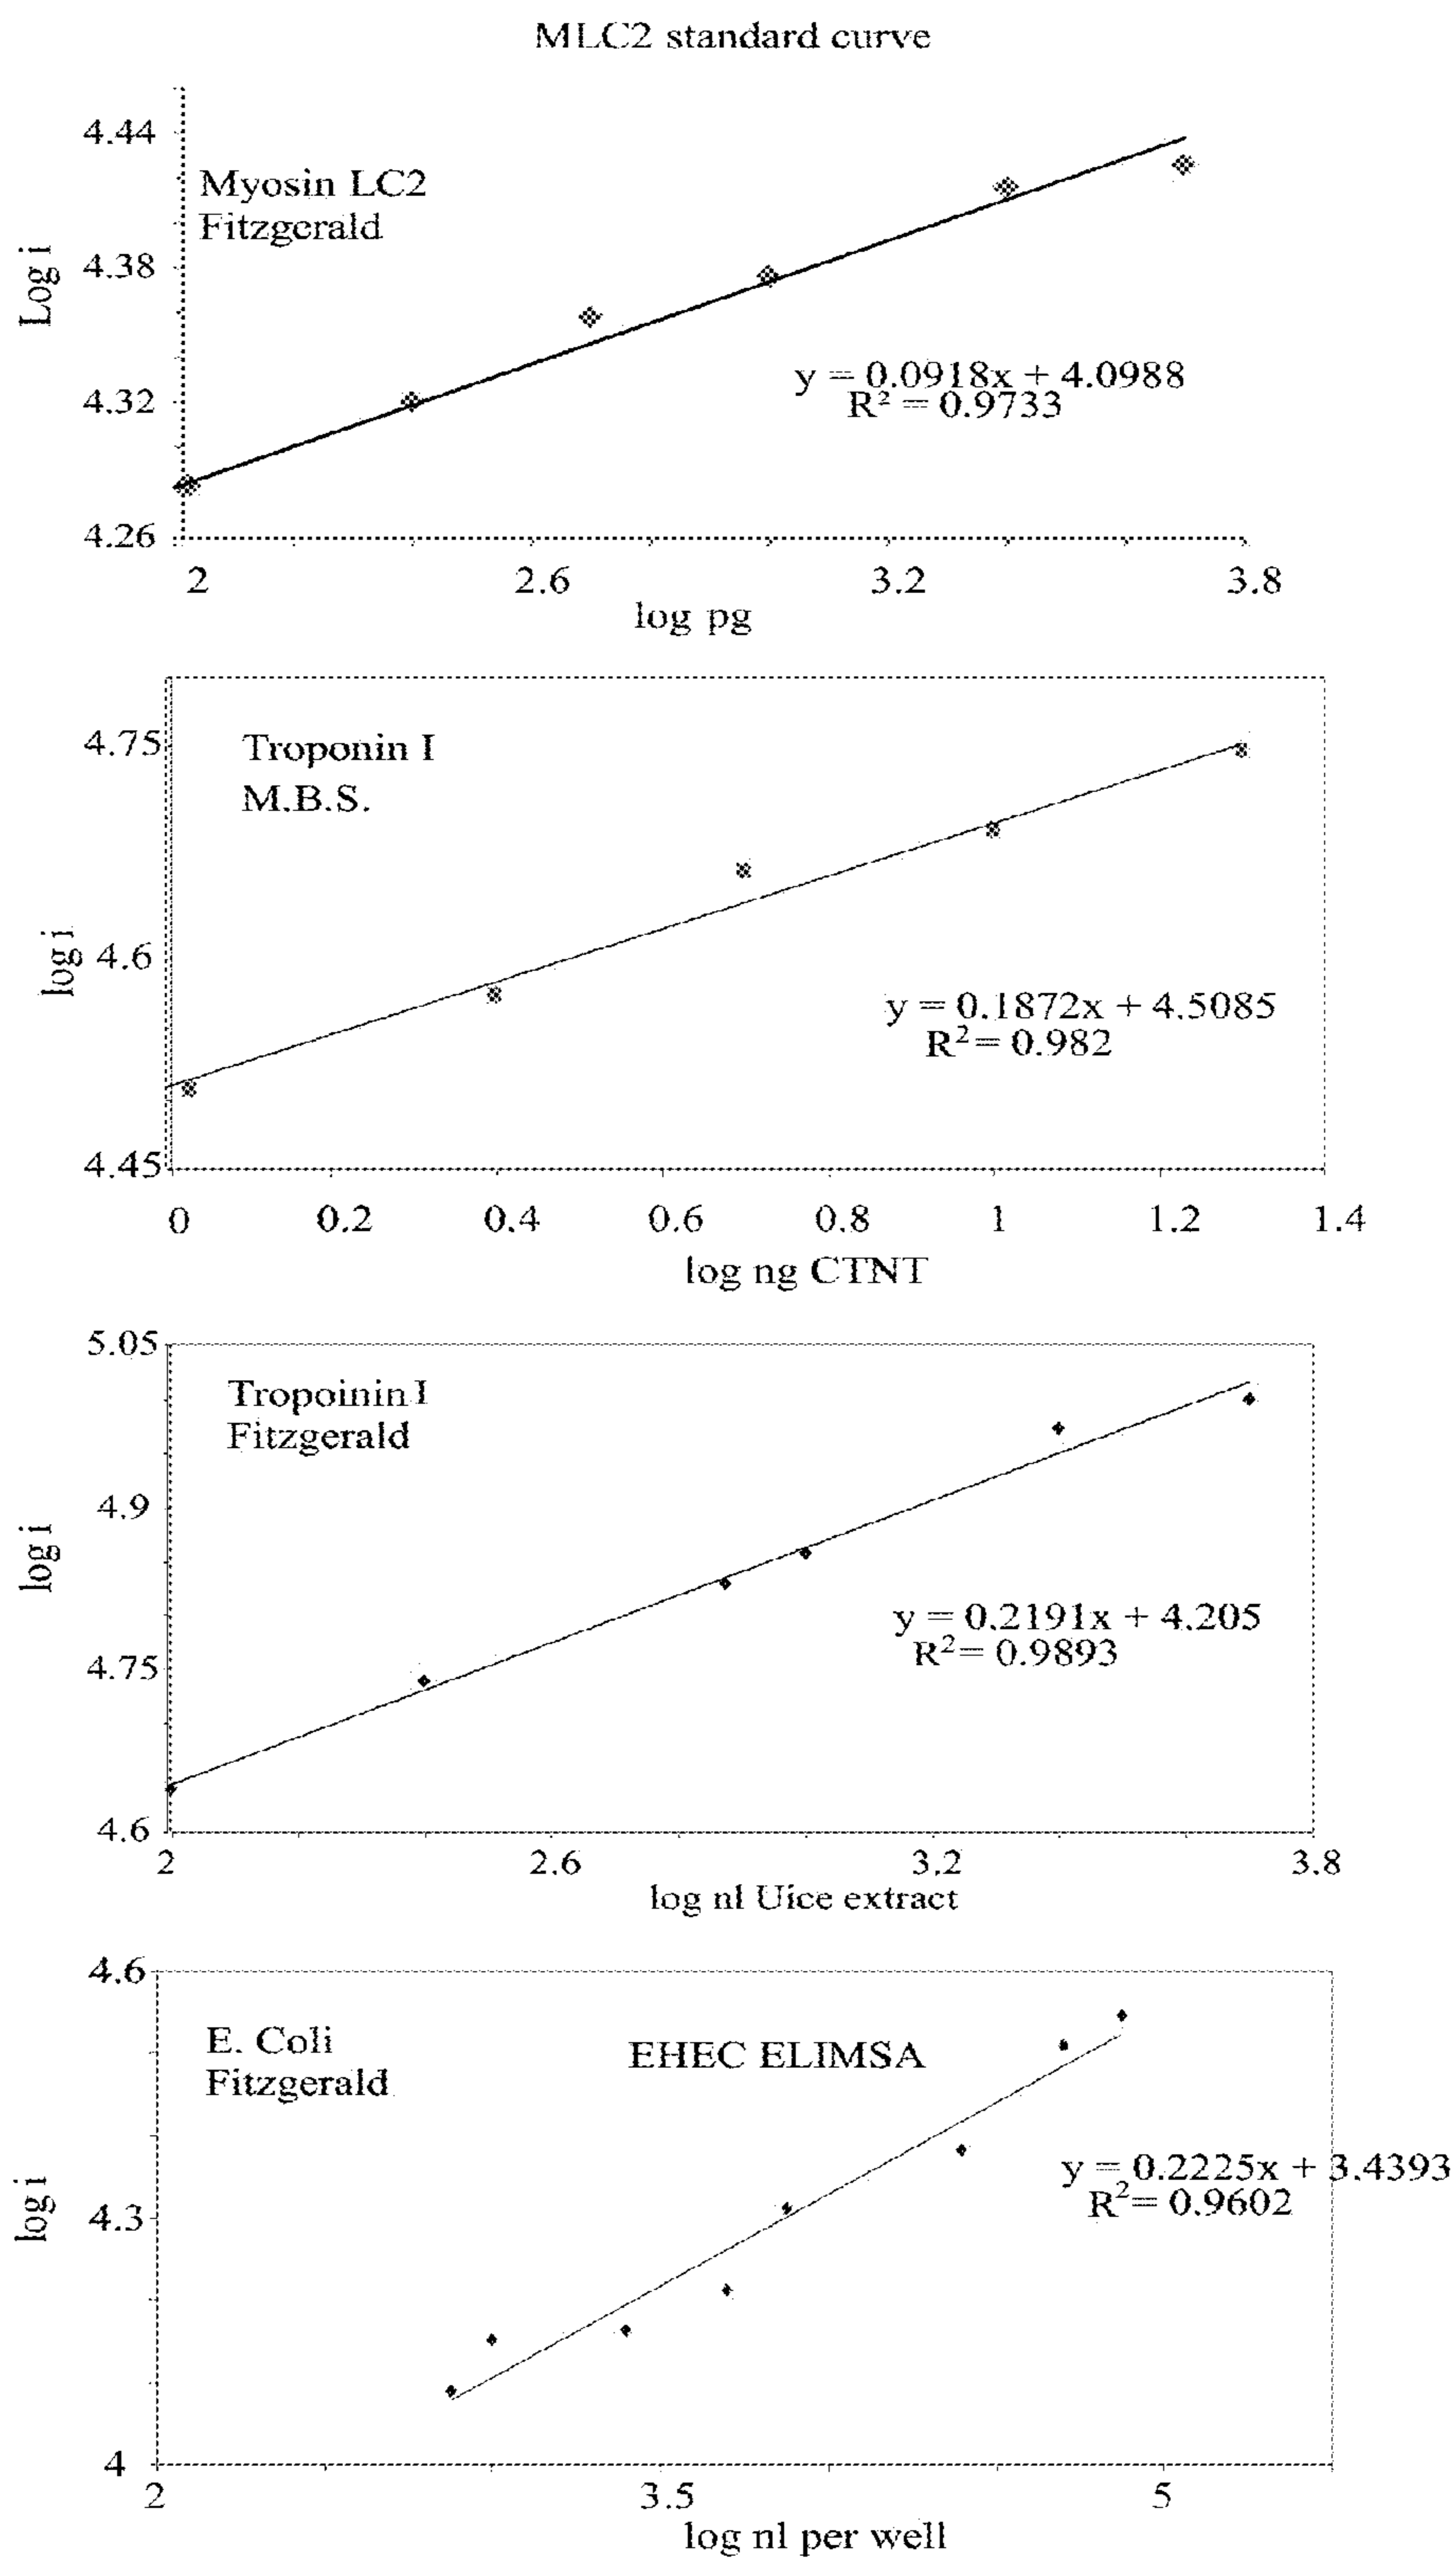 MLC2 standard curve
4.44
Myosin LC2
Fitzgerald
Log i
4.38
y = 0.0918x + 4.0988
4.32
R² = 0.9733
4.26
2 2.6 3.2 3.8
log pg
4.75
Troponin I
M.B.S.
log i
4.6
y = 0.1872x + 4.5085
R² = 0.982
4.45
0 0.2 0.4 0.6 0.8 1 1.2 1.4
log ng CTNT
5.05
Tropoinin I
Fitzgerald
4.9
log i
y = 0.2191x + 4.205
R² = 0.9893
4.75
4.6
2 2.6 3.2 3.8
log nl Uice extract
4.6
E. Coli
Fitzgerald
EHEC ELIMSA
log i
y = 0.2225x + 3.4393
R² = 0.9602
4.3
4
2 3.5 5
log nl per well